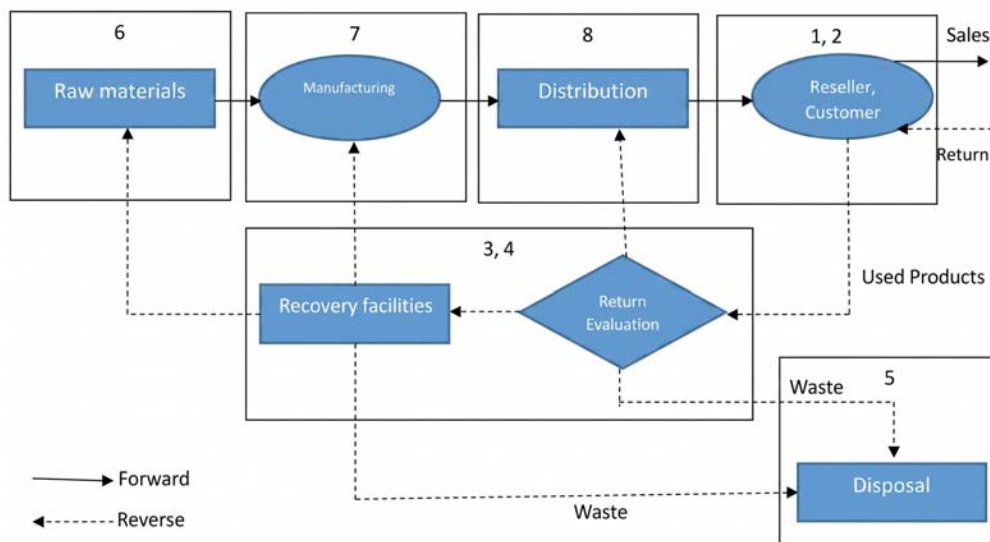 6
7
8
1, 2
Sales
Raw materials
Manufacturing
Distribution
Reseller,
Customer
Return
3, 4
Used Products
Recovery facilities
Return
Evaluation
Waste
5
Forward
Disposal
Reverse
Waste